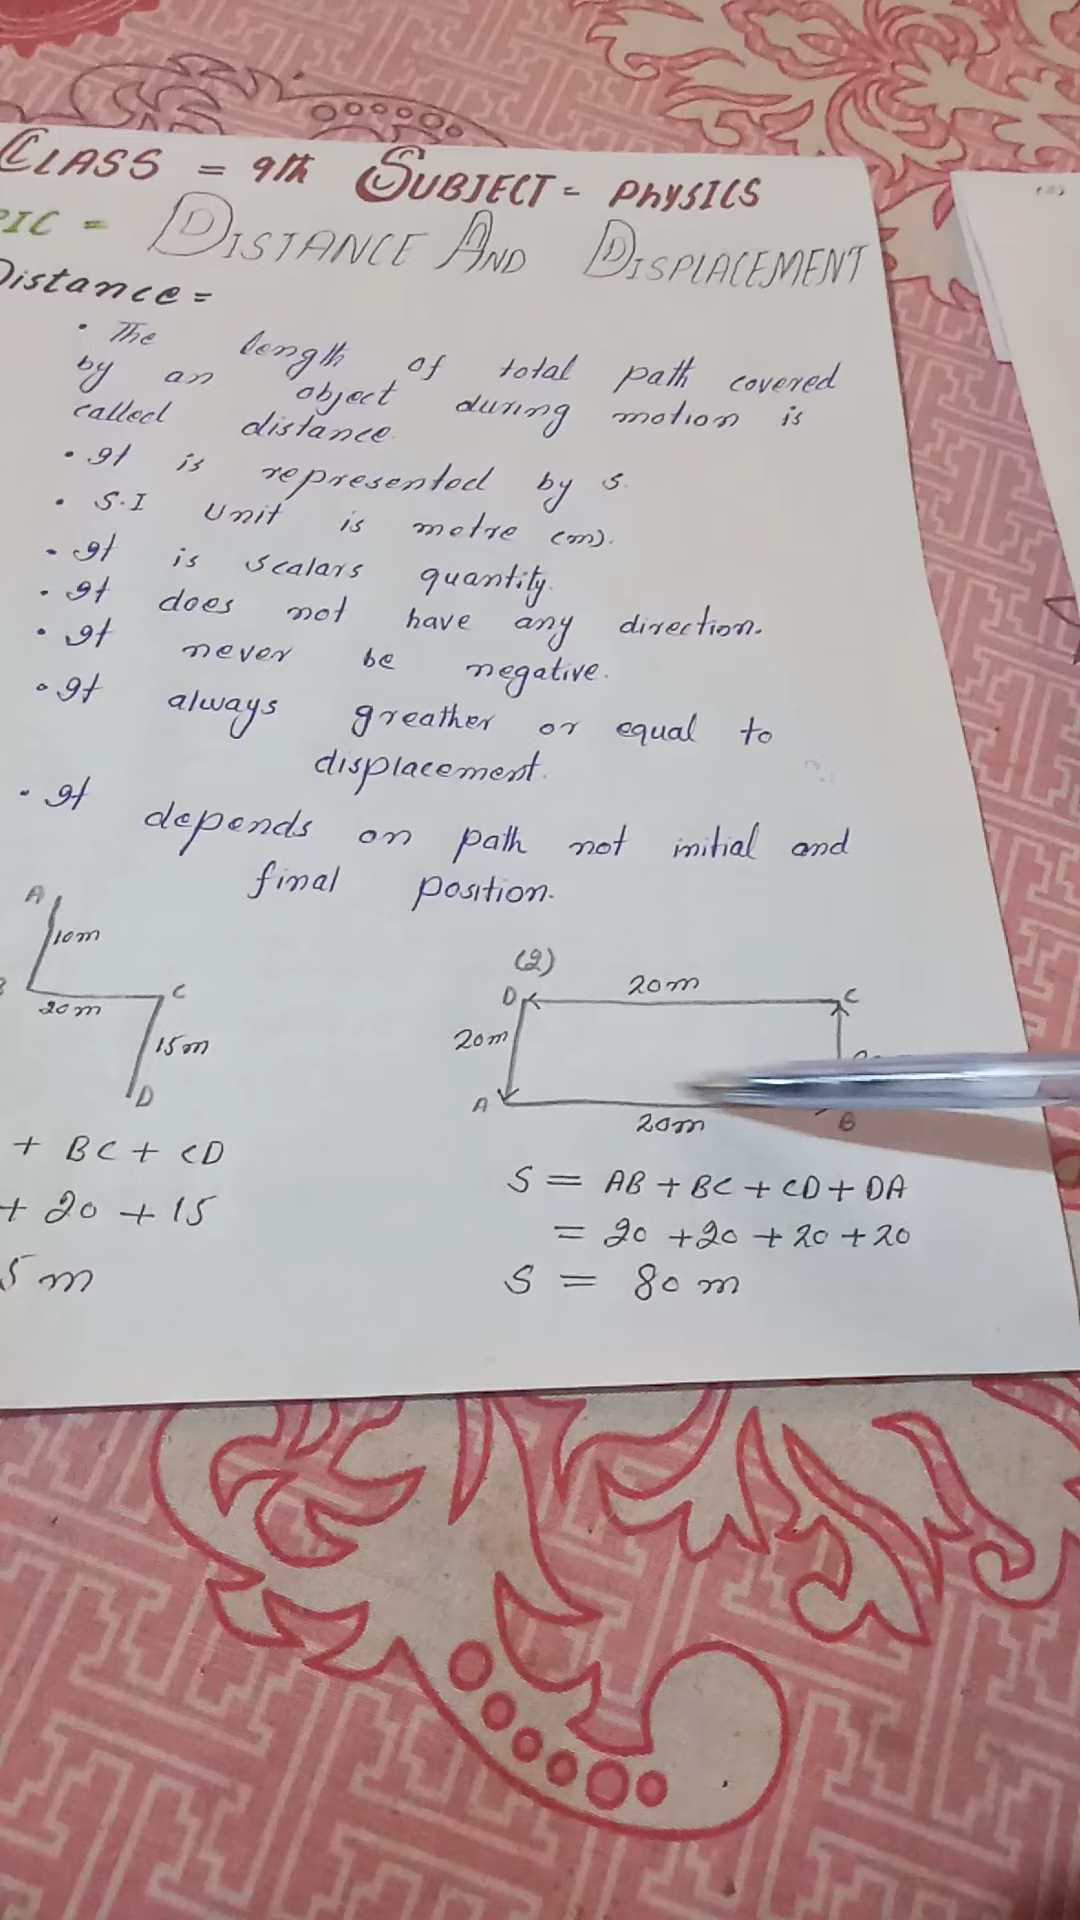 CLASS = 9th SUBJECT = PhYSICS
PIC = DISTANCE AND DISPLACEMENT
Distance =
• The length of total path covered
by an object during motion is
called distance.
• It is represented by s.
• S.I Unit is metre (m).
• It is scalars quantity.
• It does not have any direction.
• It never be negative.
• It always greather or equal to
displacement.
• It depends on path not initial and
final position.
A
10m
B
20m
C
15m
D
+ BC + CD
+ 20 + 15
5 m
(2)
D 20m C
20m
A 20m B
S = AB + BC + CD + DA
= 20 + 20 + 20 + 20
S = 80 m